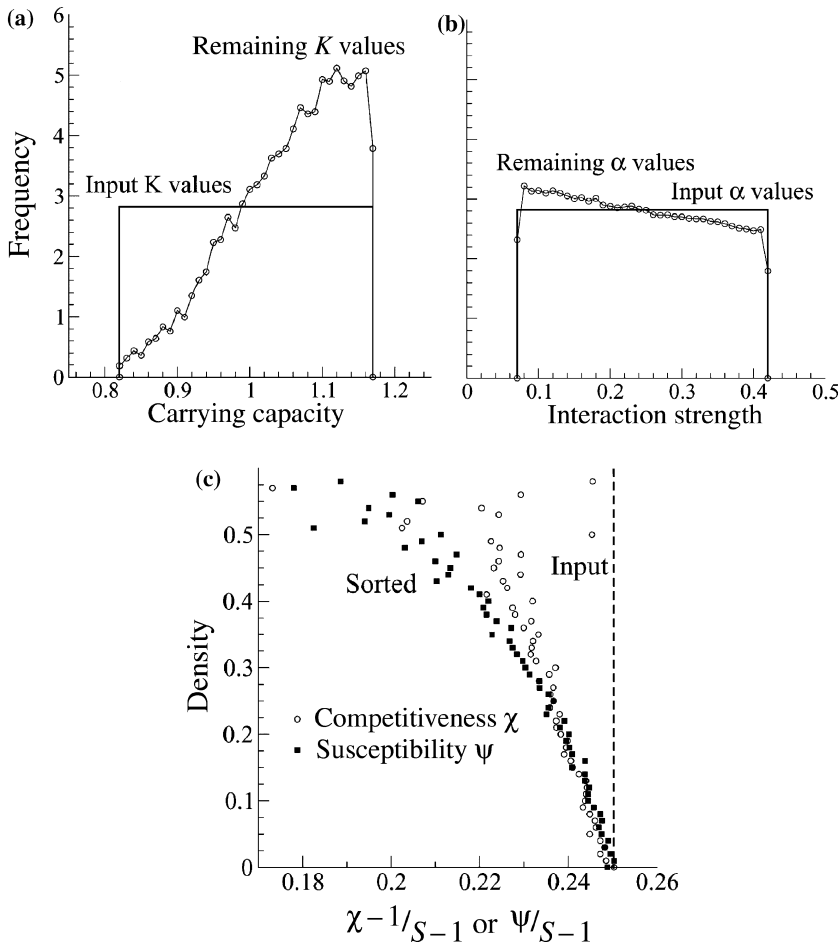 (a)
6
5
4
3
2
1
0
Frequency
Remaining K values
Input K values
0.8 0.9 1 1.1 1.2
Carrying capacity
(b)
Remaining α values
Input α values
0 0.1 0.2 0.3 0.4 0.5
Interaction strength
(c)
0.5
0.4
0.3
0.2
0.1
0
Density
Sorted
Input
Competitiveness χ
Susceptibility ψ
0.18 0.20 0.22 0.24 0.26
χ−1/S−1 or ψ/S−1